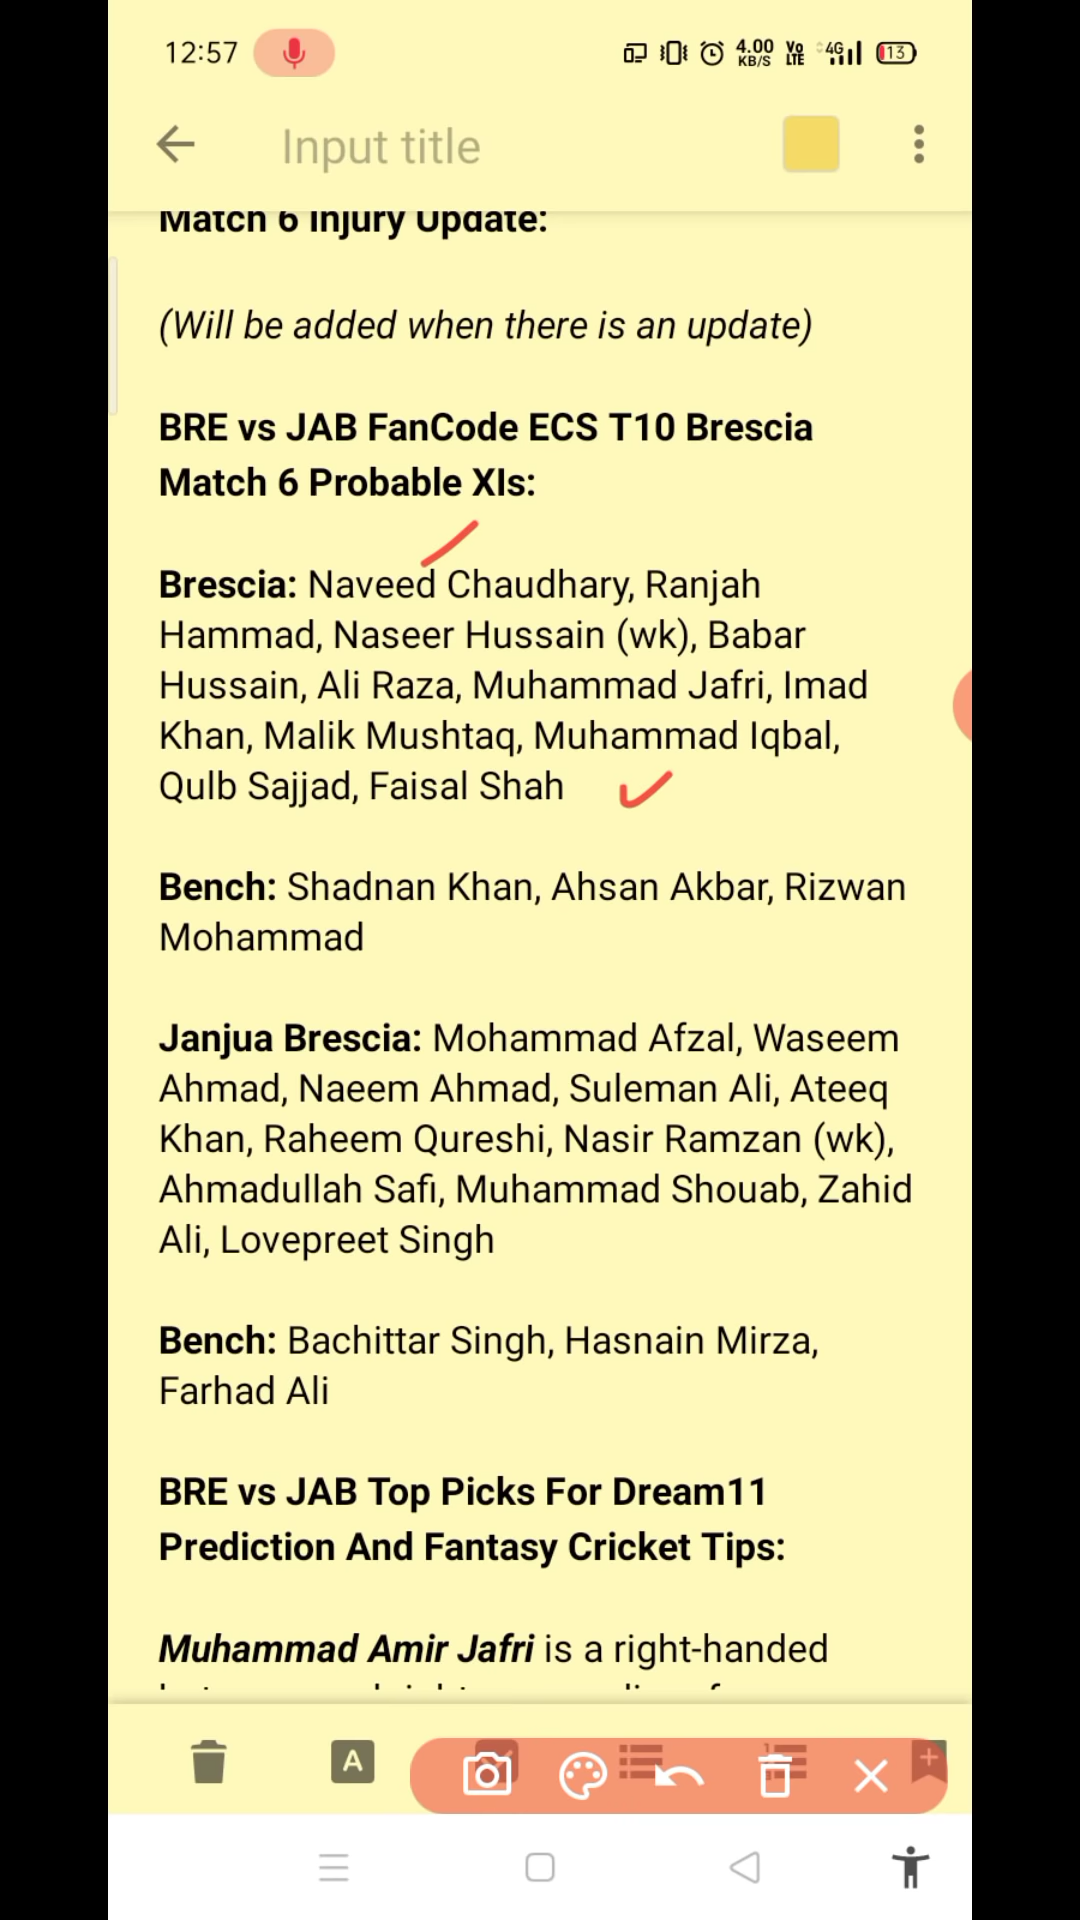 12:57
4.00 KB/S
Vo LTE
4G
13
Input title
Match 6 Injury Update:
(Will be added when there is an update)
BRE vs JAB FanCode ECS T10 Brescia
Match 6 Probable XIs:
Brescia: Naveed Chaudhary, Ranjah
Hammad, Naseer Hussain (wk), Babar
Hussain, Ali Raza, Muhammad Jafri, Imad
Khan, Malik Mushtaq, Muhammad Iqbal,
Qulb Sajjad, Faisal Shah
Bench: Shadnan Khan, Ahsan Akbar, Rizwan
Mohammad
Janjua Brescia: Mohammad Afzal, Waseem
Ahmad, Naeem Ahmad, Suleman Ali, Ateeq
Khan, Raheem Qureshi, Nasir Ramzan (wk),
Ahmadullah Safi, Muhammad Shouab, Zahid
Ali, Lovepreet Singh
Bench: Bachittar Singh, Hasnain Mirza,
Farhad Ali
BRE vs JAB Top Picks For Dream11
Prediction And Fantasy Cricket Tips:
Muhammad Amir Jafri is a right-handed
A